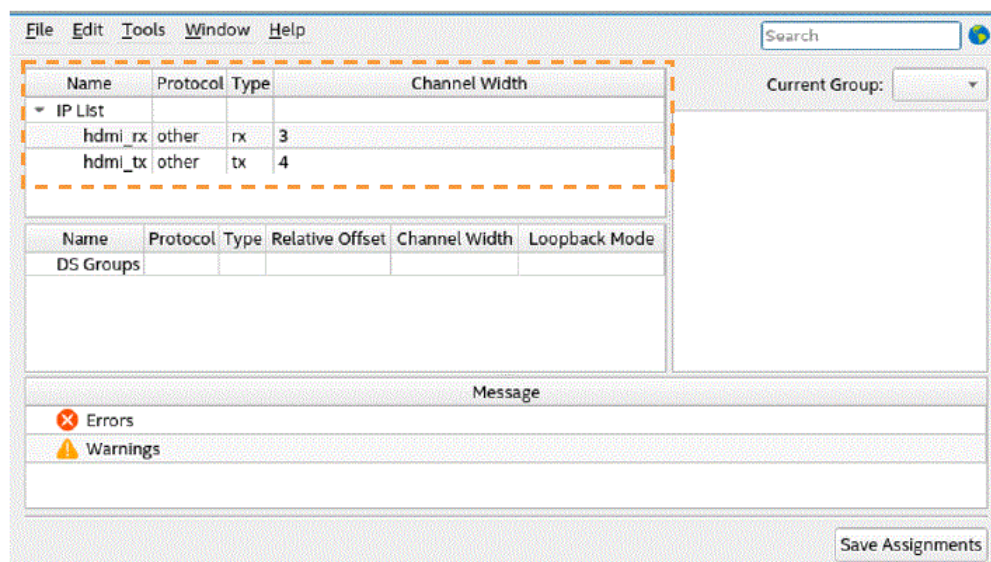 File Edit Tools Window Help
Search
Name Protocol Type Channel Width
Current Group:
IP List
hdmi_rx other rx 3
hdmi_tx other tx 4
Name Protocol Type Relative Offset Channel Width Loopback Mode
DS Groups
Message
Errors
Warnings
Save Assignments